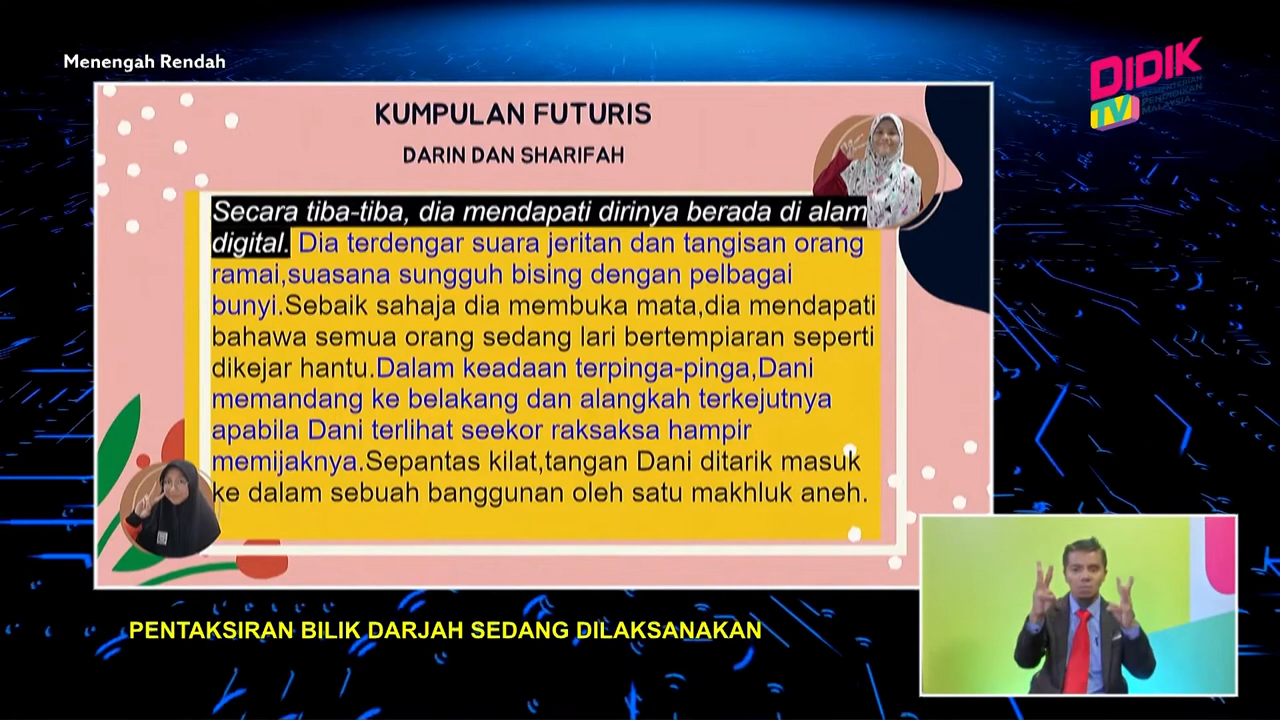 Menengah Rendah
DIDIK
TV
KEMENTERIAN
PENDIDIKAN
MALAYSIA
KUMPULAN FUTURIS
DARIN DAN SHARIFAH
Secara tiba-tiba, dia mendapati dirinya berada di alam
digital. Dia terdengar suara jeritan dan tangisan orang
ramai,suasana sungguh bising dengan pelbagai
bunyi.Sebaik sahaja dia membuka mata,dia mendapati
bahawa semua orang sedang lari bertempiaran seperti
dikejar hantu.Dalam keadaan terpinga-pinga,Dani
memandang ke belakang dan alangkah terkejutnya
apabila Dani terlihat seekor raksaksa hampir
memijaknya.Sepantas kilat,tangan Dani ditarik masuk
ke dalam sebuah banggunan oleh satu makhluk aneh.
PENTAKSIRAN BILIK DARJAH SEDANG DILAKSANAKAN